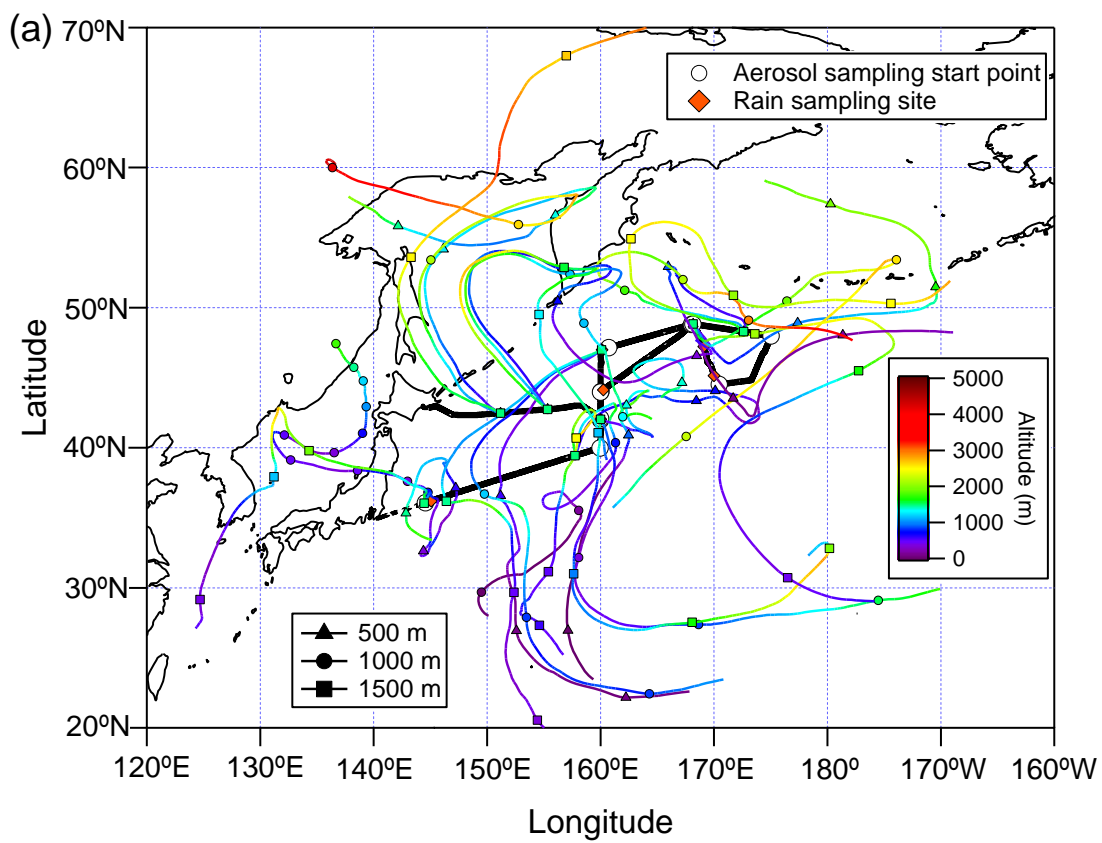 (a)
70ºN
60ºN
50ºN
40ºN
30ºN
20ºN
Latitude
Aerosol sampling start point
Rain sampling site
5000
4000
3000
2000
1000
0
Altitude (m)
500 m
1000 m
1500 m
120ºE 130ºE 140ºE 150ºE 160ºE 170ºE 180º 170ºW 160ºW
Longitude